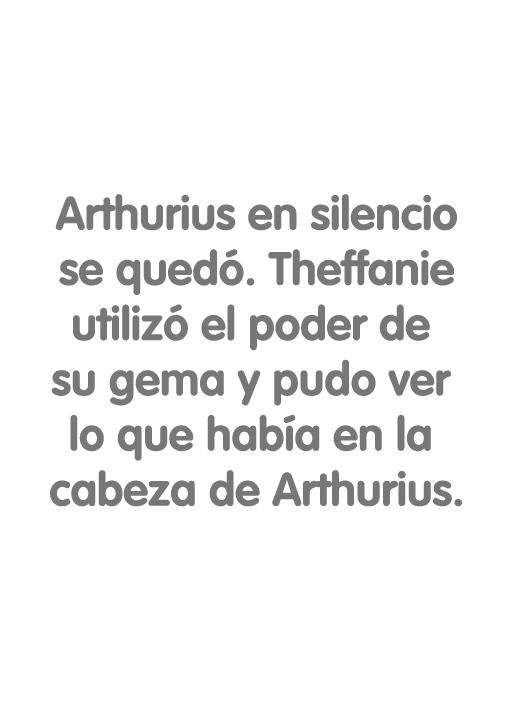 Arthurius en silencio
se quedó. Theffanie
utilizó el poder de
su gema y pudo ver
lo que había en la
cabeza de Arthurius.